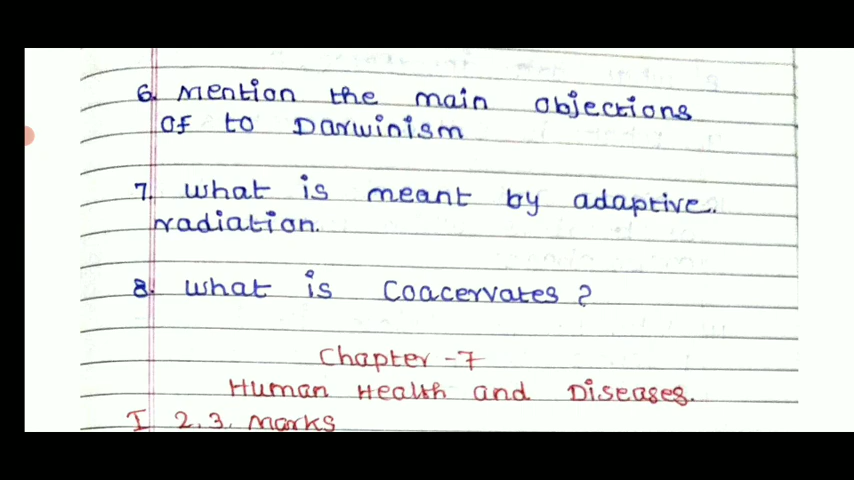 6. Mention the main objections
of to Darwinism
7. what is meant by adaptive.
radiation.
8. what is coacervates ?
Chapter -7
Human Health and Diseases.
I 2.3. Marks